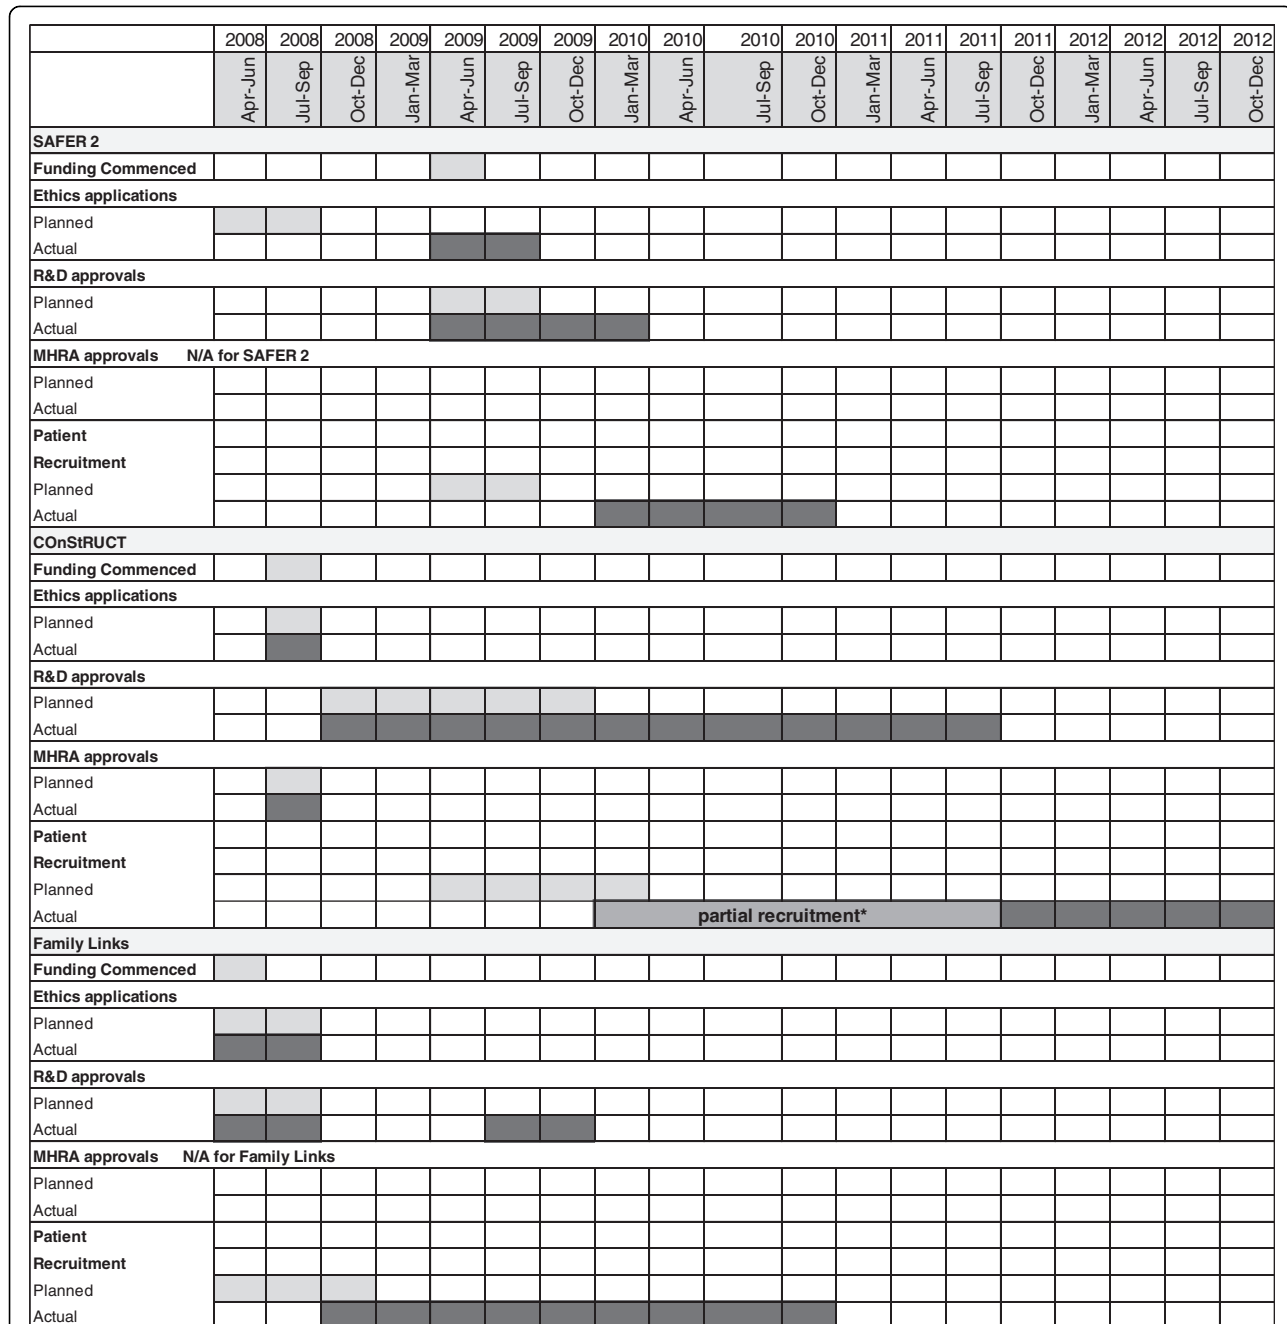 2008 2008 2008 2009 2009 2009 2009 2010 2010 2010 2010 2011 2011 2011 2011 2012 2012 2012 2012
Apr-Jun Jul-Sep Oct-Dec Jan-Mar Apr-Jun Jul-Sep Oct-Dec Jan-Mar Apr-Jun Jul-Sep Oct-Dec Jan-Mar Apr-Jun Jul-Sep Oct-Dec Jan-Mar Apr-Jun Jul-Sep Oct-Dec
SAFER 2
Funding Commenced
Ethics applications
Planned
Actual
R&D approvals
Planned
Actual
MHRA approvals N/A for SAFER 2
Planned
Actual
Patient
Recruitment
Planned
Actual
COnStRUCT
Funding Commenced
Ethics applications
Planned
Actual
R&D approvals
Planned
Actual
MHRA approvals
Planned
Actual
Patient
Recruitment
Planned
Actual partial recruitment*
Family Links
Funding Commenced
Ethics applications
Planned
Actual
R&D approvals
Planned
Actual
MHRA approvals N/A for Family Links
Planned
Actual
Patient
Recruitment
Planned
Actual